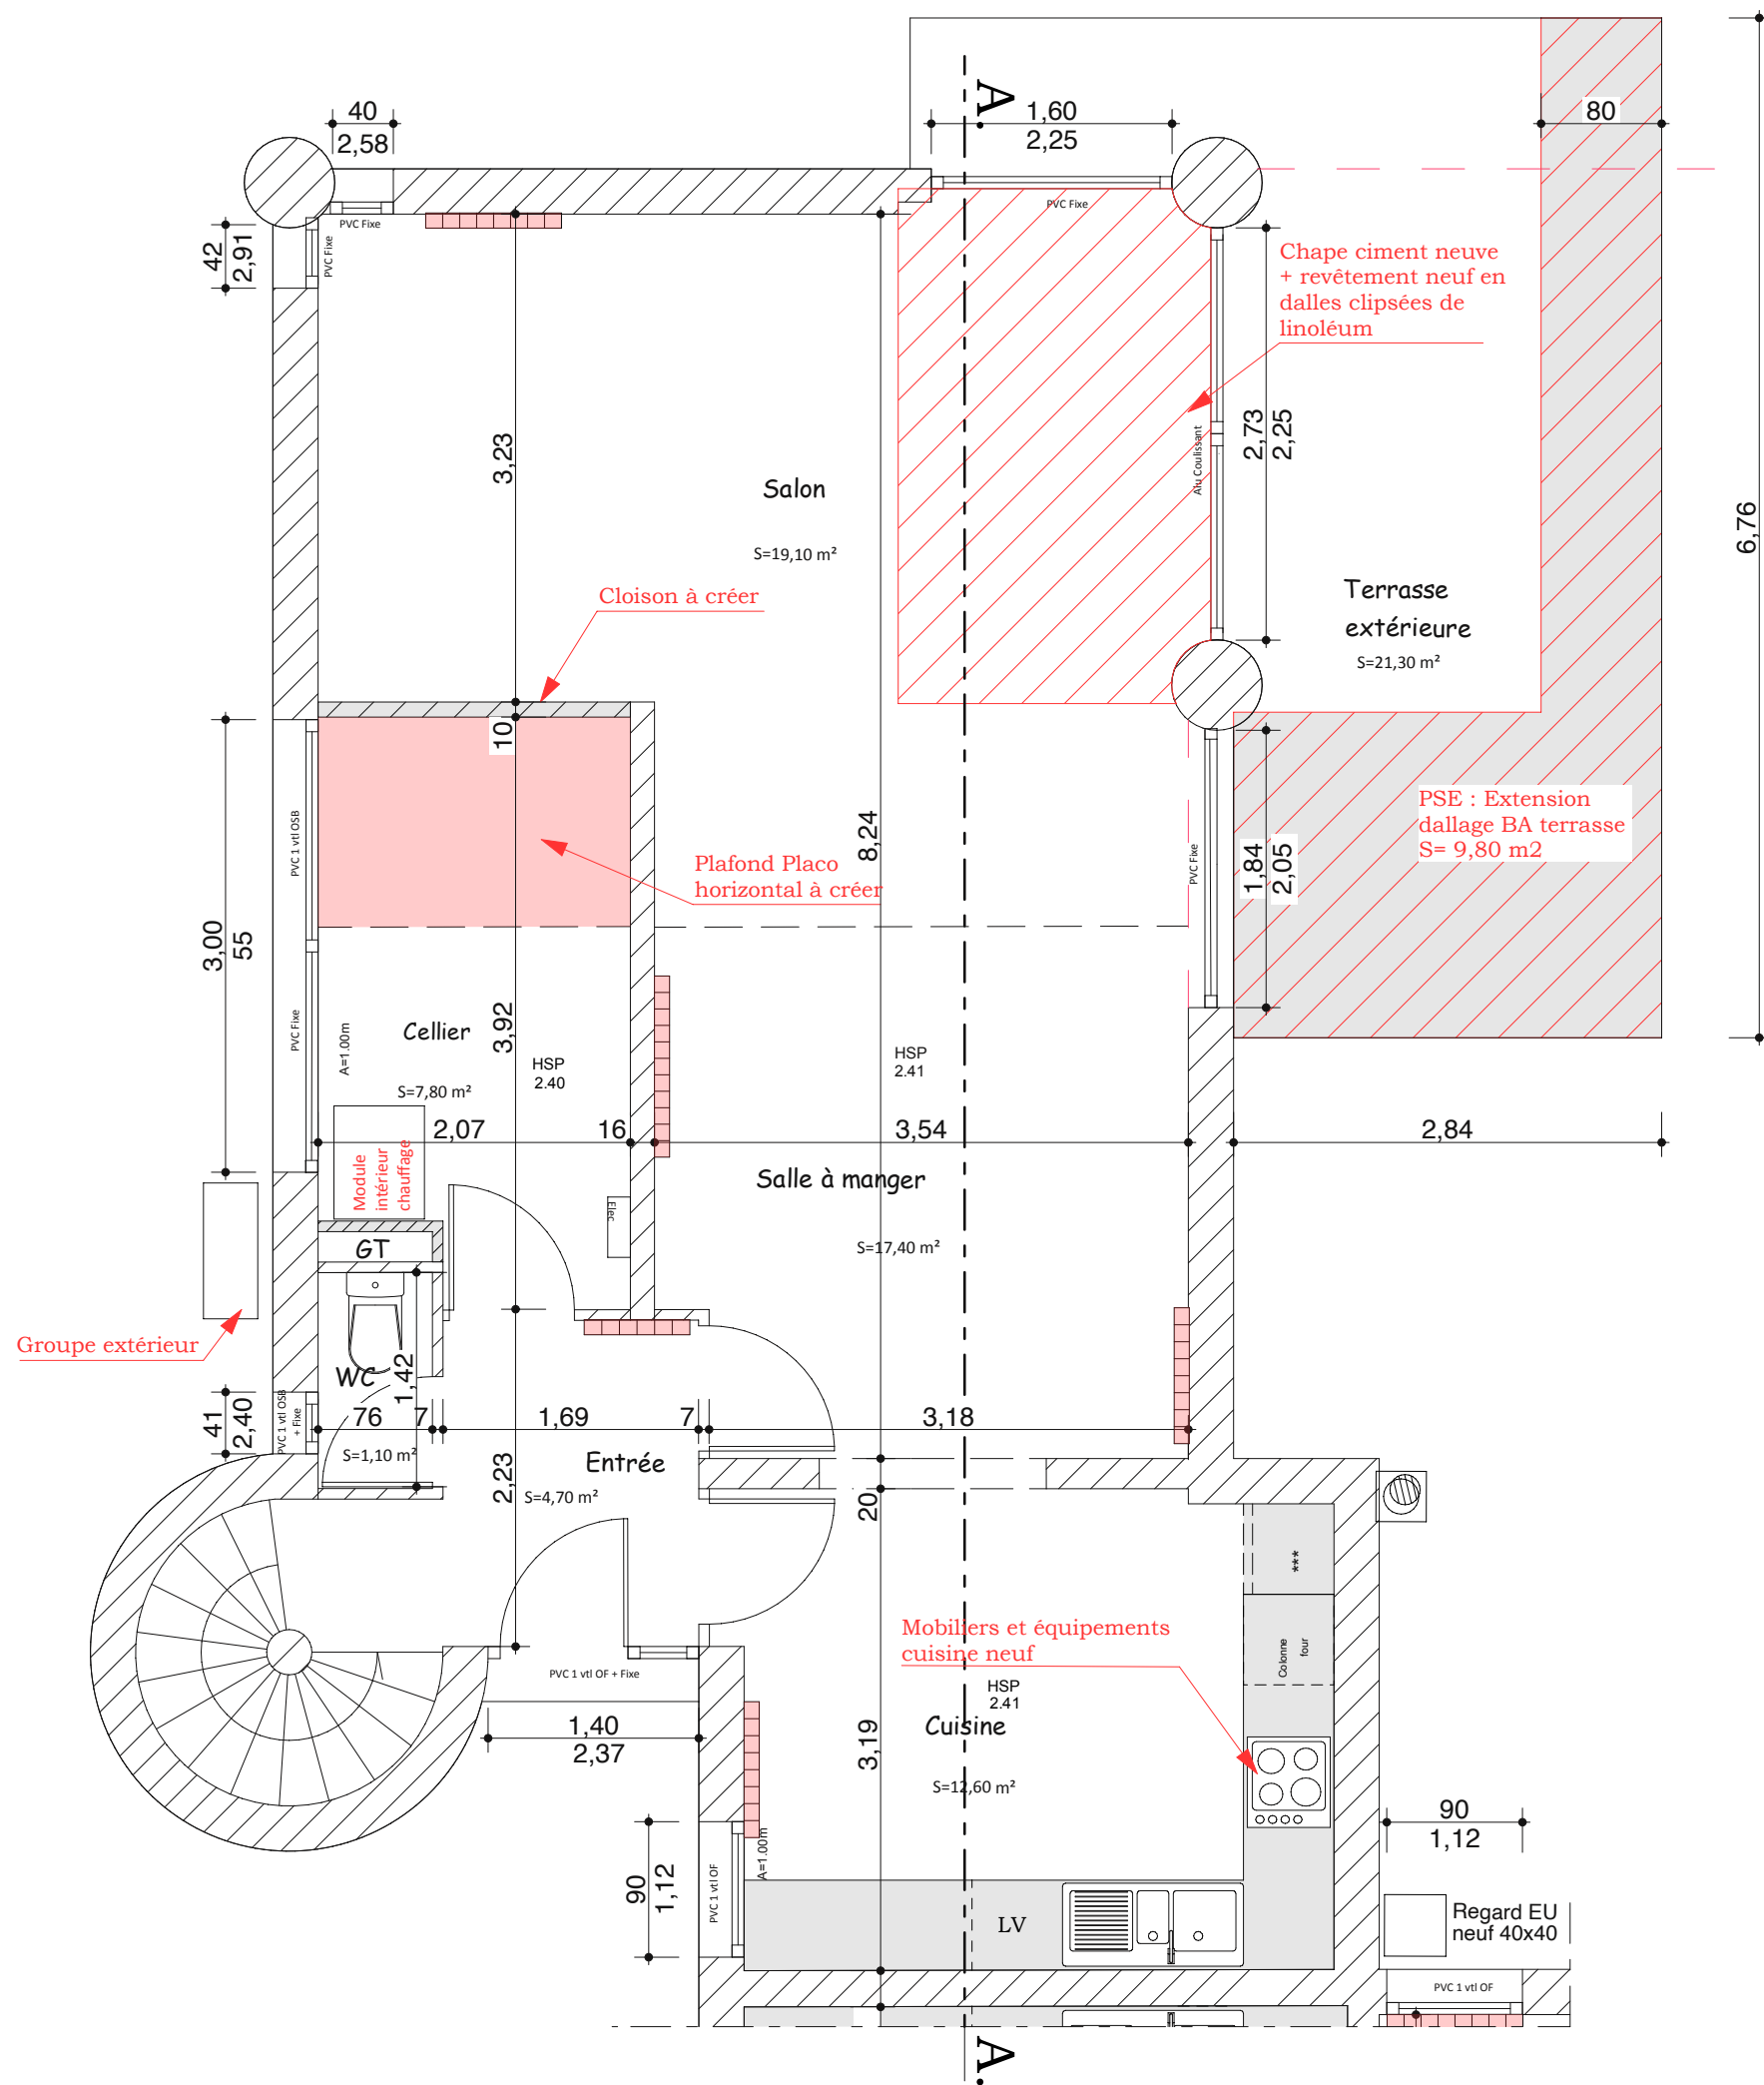 A.
40
2,58
1,60
2,25
80
PVC Fixe
PVC Fixe
PVC Fixe
42
2,91
Chape ciment neuve
+ revêtement neuf en
dalles clipsées de
linoléum
3,23
2,73
2,25
Alu Coulissant
6,76
Salon
S=19,10 m²
Cloison à créer
Terrasse
extérieure
S=21,30 m²
10
8,24
PVC 1 vtl OSB
Plafond Placo
horizontal à créer
PVC Fixe
1,84
2,05
PSE : Extension
dallage BA terrasse
S= 9,80 m2
3,00
55
PVC Fixe
A=1.00m
Cellier
3,92
HSP
2.40
S=7,80 m²
HSP
2.41
2,07
16
3,54
2,84
Module
intérieur
chauffage
Salle à manger
Elec
GT
S=17,40 m²
Groupe extérieur
WC
1,42
41
2,40
PVC 1 vtl OSB
+ Fixe
76
7
1,69
7
3,18
S=1,10 m²
Entrée
2,23
S=4,70 m²
20
***
Colonne
four
Mobiliers et équipements
cuisine neuf
PVC 1 vtl OF + Fixe
HSP
2.41
1,40
2,37
3,19
Cuisine
S=12,60 m²
90
1,12
A=1.00m
90
1,12
PVC 1 vtl OF
LV
Regard EU
neuf 40x40
PVC 1 vtl OF
A.